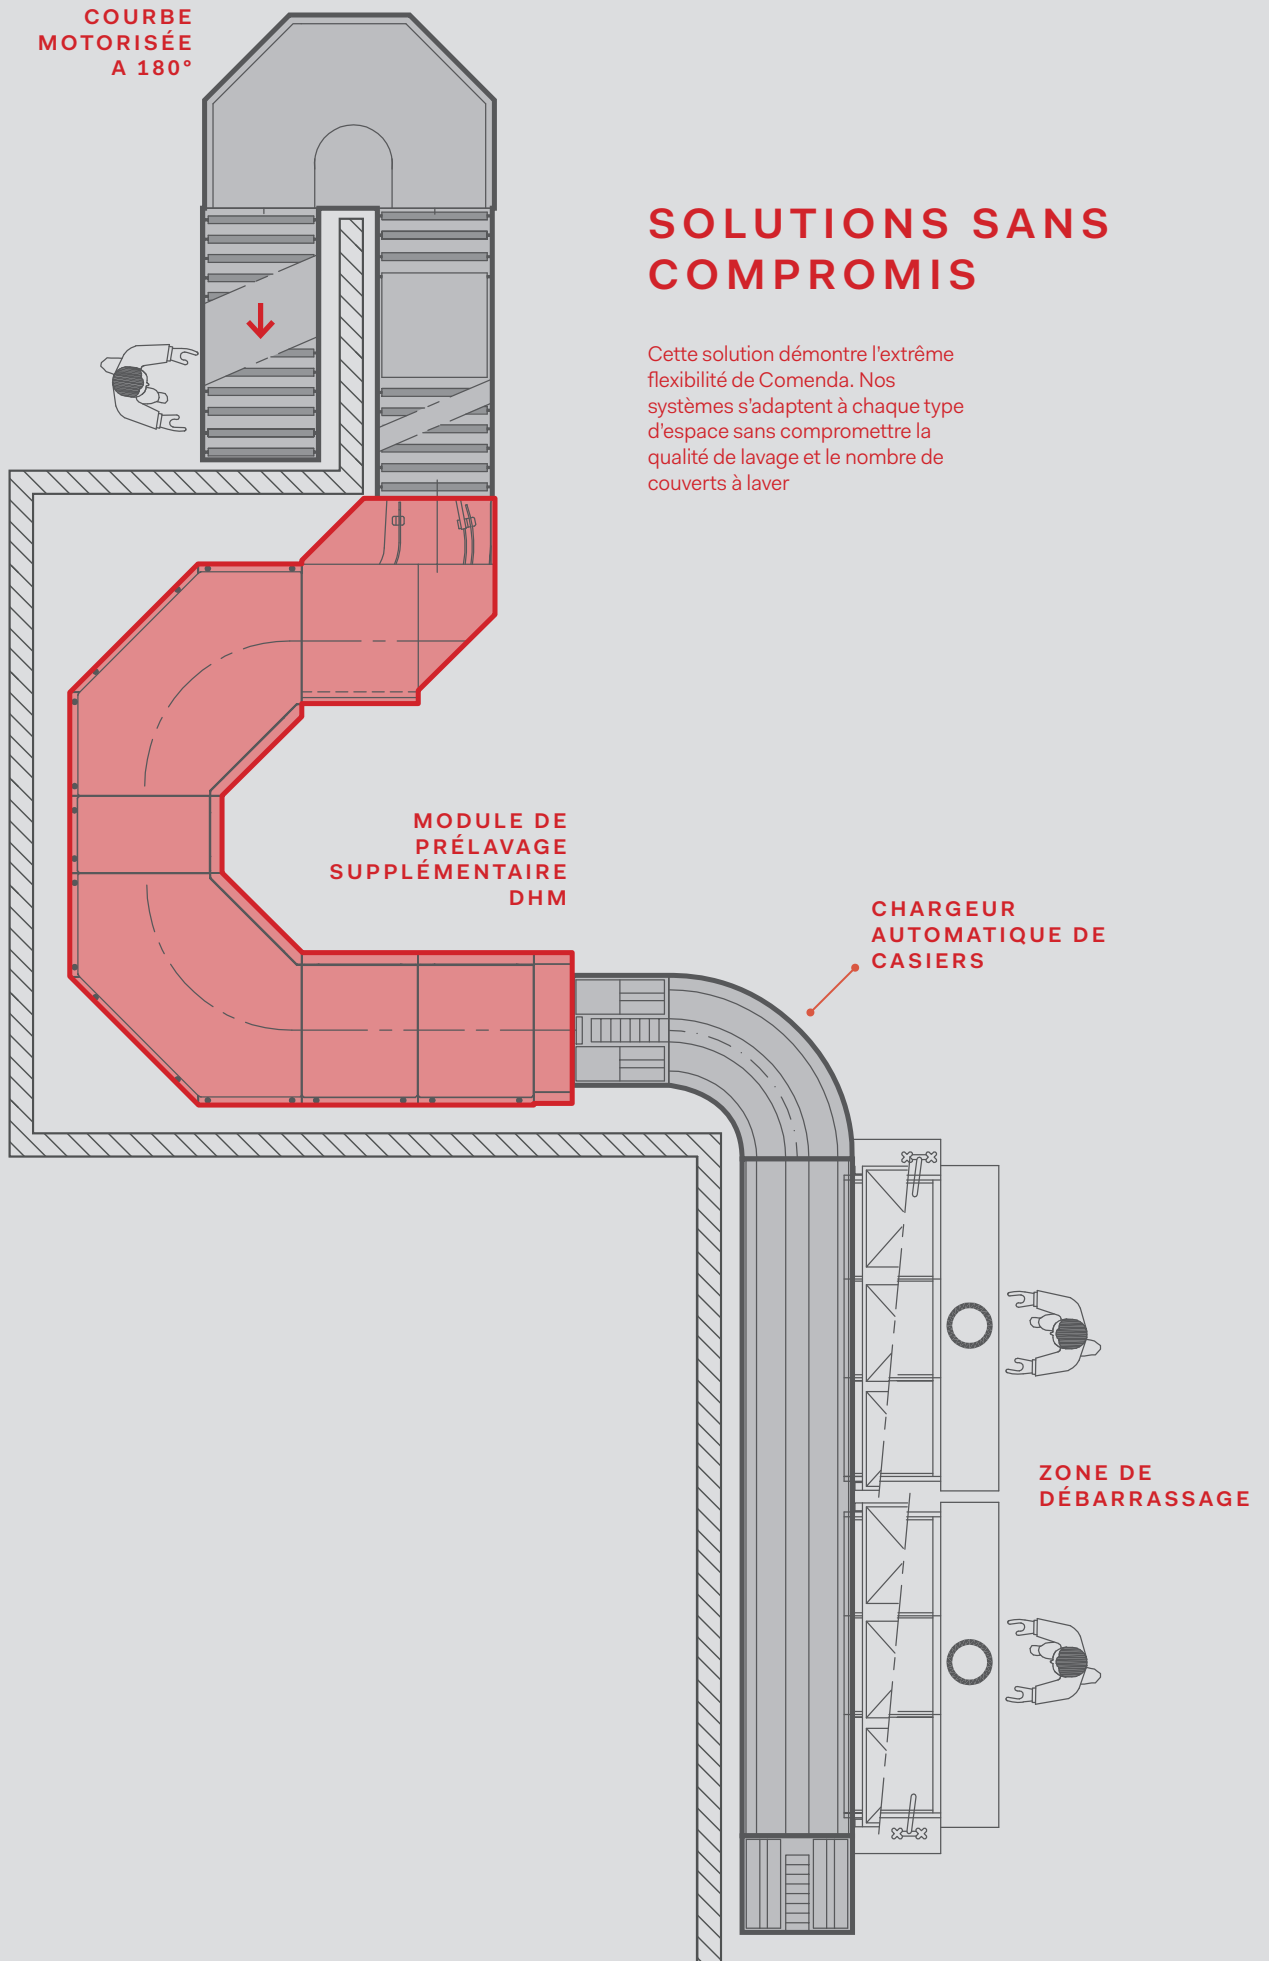 COURBE
MOTORISÉE
A 180°
SOLUTIONS SANS
COMPROMIS
Cette solution démontre l'extrême
flexibilité de Comenda. Nos
systèmes s'adaptent à chaque type
d'espace sans compromettre la
qualité de lavage et le nombre de
couverts à laver
MODULE DE
PRÉLAVAGE
SUPPLÉMENTAIRE
DHM
CHARGEUR
AUTOMATIQUE DE
CASIERS
ZONE DE
DÉBARRASSAGE